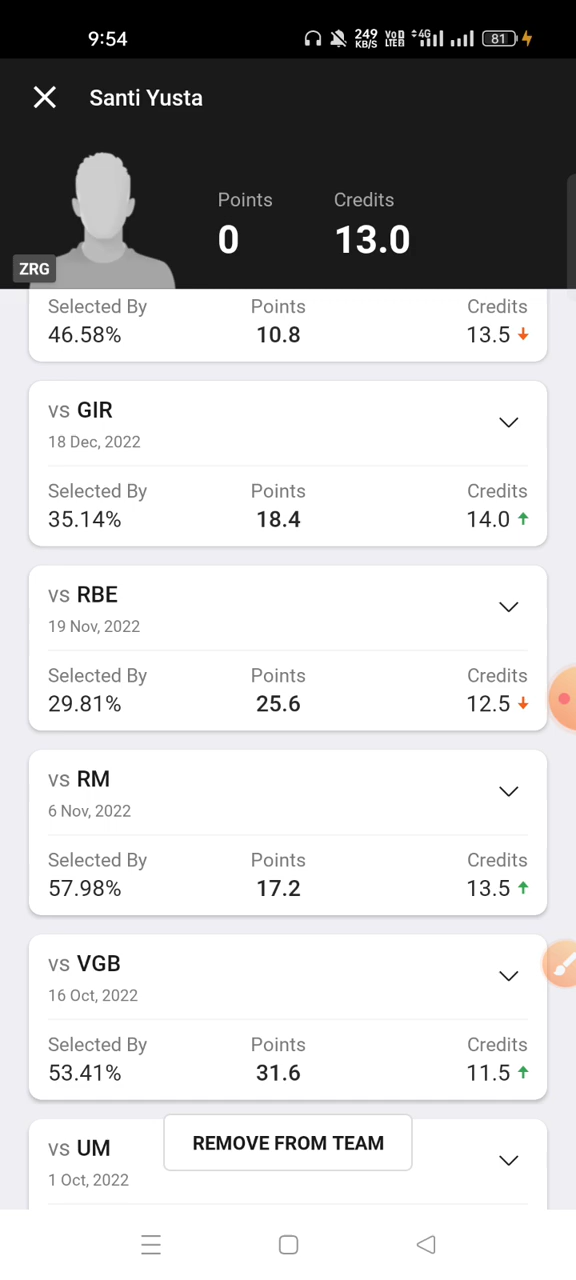 9:54
249 KB/S
VoD LTE2
4G
81
Santi Yusta
Points
Credits
0
13.0
ZRG
Selected By
Points
Credits
46.58%
10.8
13.5
vs GIR
18 Dec, 2022
Selected By
Points
Credits
35.14%
18.4
14.0
vs RBE
19 Nov, 2022
Selected By
Points
Credits
29.81%
25.6
12.5
vs RM
6 Nov, 2022
Selected By
Points
Credits
57.98%
17.2
13.5
vs VGB
16 Oct, 2022
Selected By
Points
Credits
53.41%
31.6
11.5
vs UM
REMOVE FROM TEAM
1 Oct, 2022